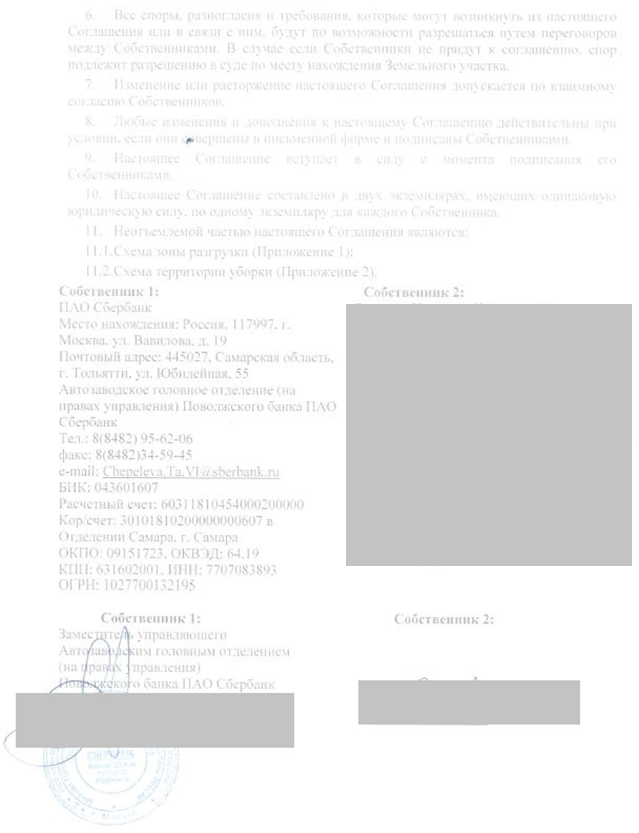 6. Все споры, разногласия и требования, которые могут возникнуть из настоящего
Соглашения или в связи с ним, будут по возможности разрешаться путем переговоров
между Собственниками. В случае если Собственники не придут к соглашению, спор
подлежит разрешению в суде по месту нахождения Земельного участка.
7. Изменение или расторжение настоящего Соглашения допускается по взаимному
согласию Собственников.
8. Любые изменения и дополнения к настоящему Соглашению действительны при
условии, если они совершены в письменной форме и подписаны Собственниками.
9. Настоящее Соглашение вступает в силу с момента подписания его
Собственниками.
10. Настоящее Соглашение составлено в двух экземплярах, имеющих одинаковую
юридическую силу, по одному экземпляру для каждого Собственника.
11. Неотъемлемой частью настоящего Соглашения являются:
11.1.Схема зоны разгрузки (Приложение 1);
11.2.Схема территории уборки (Приложение 2).
Собственник 1:
ПАО Сбербанк
Место нахождения: Россия, 117997, г.
Москва, ул. Вавилова, д. 19
Почтовый адрес: 445027, Самарская область,
г. Тольятти, ул. Юбилейная, 55
Автозаводское головное отделение (на
правах управления) Поволжского банка ПАО
Сбербанк
Тел.: 8(8482) 95-62-06
факс: 8(8482)34-59-45
e-mail: Chepeleva.Ta.Vl@sberbank.ru
БИК: 043601607
Расчетный счет: 60311810454000200000
Кор/счет: 30101810200000000607 в
Отделении Самара, г. Самара
ОКПО: 09151723, ОКВЭД: 64.19
КПП: 631602001, ИНН: 7707083893
ОГРН: 1027700132195
Собственник 2:
Собственник 1:
Заместитель управляющего
Автозаводским головным отделением
(на правах управления)
Поволжского банка ПАО Сбербанк
Собственник 2:
СБЕРБАНК